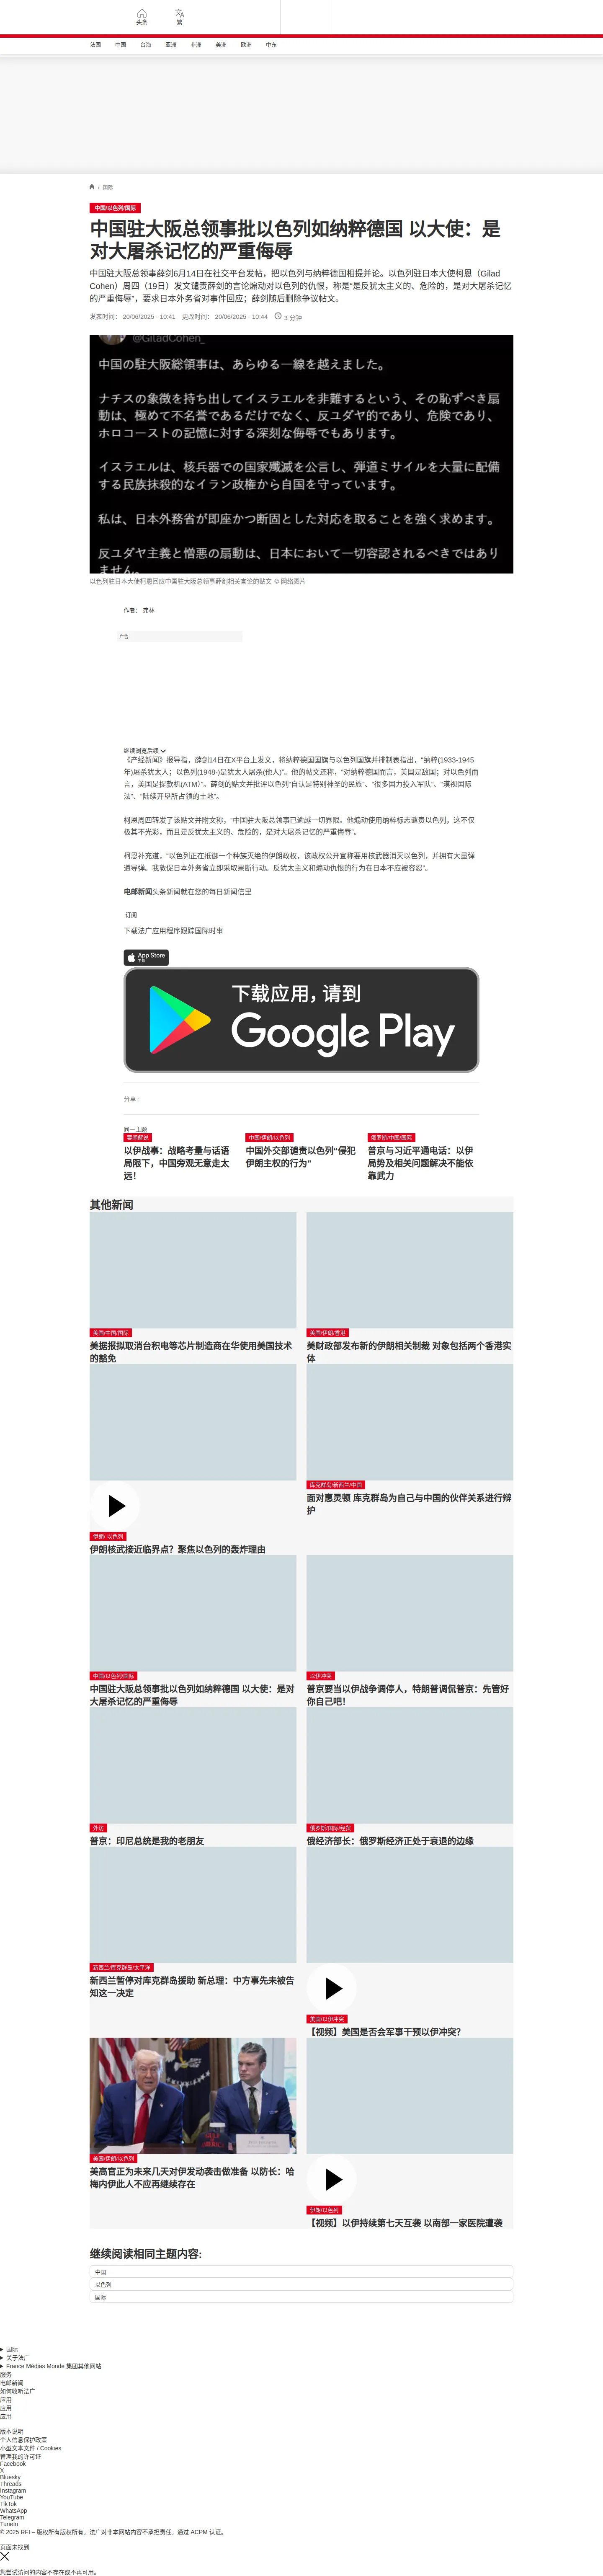 头条
繁
法国 中国 台海 亚洲 非洲 美洲 欧洲 中东
/ 国际
中国/以色列/国际
中国驻大阪总领事批以色列如纳粹德国 以大使：是
对大屠杀记忆的严重侮辱
中国驻大阪总领事薛剑6月14日在社交平台发帖，把以色列与纳粹德国相提并论。以色列驻日本大使柯恩（Gilad
Cohen）周四（19日）发文谴责薛剑的言论煽动对以色列的仇恨，称是“是反犹太主义的、危险的，是对大屠杀记忆
的严重侮辱”，要求日本外务省对事件回应；薛剑随后删除争议帖文。
发表时间： 20/06/2025 - 10:41 更改时间： 20/06/2025 - 10:44 3 分钟
@GiladCohen_
中国の駐大阪総領事は、あらゆる一線を越えました。
ナチスの象徴を持ち出してイスラエルを非難するという、その恥ずべき扇
動は、極めて不名誉であるだけでなく、反ユダヤ的であり、危険であり、
ホロコーストの記憶に対する深刻な侮辱でもあります。
イスラエルは、核兵器での国家殲滅を公言し、弾道ミサイルを大量に配備
する民族抹殺的なイラン政権から自国を守っています。
私は、日本外務省が即座かつ断固とした対応を取ることを強く求めます。
反ユダヤ主義と憎悪の扇動は、日本において一切容認されるべきではあり
ません。
以色列驻日本大使柯恩回应中国驻大阪总领事薛剑相关言论的贴文 © 网络图片
作者： 弗林
广告
继续浏览后续
《产经新闻》报导指，薛剑14日在X平台上发文，将纳粹德国国旗与以色列国旗并排制表指出，“纳粹(1933-1945
年)屠杀犹太人；以色列(1948-)是犹太人屠杀(他人)”。他的帖文还称，“对纳粹德国而言，美国是敌国；对以色列而
言，美国是提款机(ATM)”。薛剑的贴文并批评以色列“自认是特别神圣的民族”、“很多国力投入军队”、“漠视国际
法”、“陆续开垦所占领的土地”。
柯恩周四转发了该贴文并附文称，“中国驻大阪总领事已逾越一切界限。他煽动使用纳粹标志谴责以色列，这不仅
极其不光彩，而且是反犹太主义的、危险的，是对大屠杀记忆的严重侮辱”。
柯恩补充道，“以色列正在抵御一个种族灭绝的伊朗政权，该政权公开宣称要用核武器消灭以色列，并拥有大量弹
道导弹。我敦促日本外务省立即采取果断行动。反犹太主义和煽动仇恨的行为在日本不应被容忍”。
电邮新闻头条新闻就在您的每日新闻信里
订阅
下载法广应用程序跟踪国际时事
App Store
下载
下载应用，请到
Google Play
分享 :
同一主题
要闻解说
以伊战事：战略考量与话语
局限下，中国旁观无意走太
远！
中国/伊朗/以色列
中国外交部谴责以色列“侵犯
伊朗主权的行为”
俄罗斯/中国/国际
普京与习近平通电话：以伊
局势及相关问题解决不能依
靠武力
其他新闻
美国/中国/国际
美据报拟取消台积电等芯片制造商在华使用美国技术
的豁免
美国/伊朗/香港
美财政部发布新的伊朗相关制裁 对象包括两个香港实
体
伊朗/ 以色列
伊朗核武接近临界点？聚焦以色列的轰炸理由
库克群岛/新西兰/中国
面对惠灵顿 库克群岛为自己与中国的伙伴关系进行辩
护
中国/以色列/国际
中国驻大阪总领事批以色列如纳粹德国 以大使：是对
大屠杀记忆的严重侮辱
以伊冲突
普京要当以伊战争调停人，特朗普调侃普京：先管好
你自己吧！
外访
普京：印尼总统是我的老朋友
俄罗斯/国际/经贸
俄经济部长：俄罗斯经济正处于衰退的边缘
新西兰/库克群岛/太平洋
新西兰暂停对库克群岛援助 新总理：中方事先未被告
知这一决定
美国/以伊冲突
【视频】美国是否会军事干预以伊冲突？
美国/伊朗/以色列
美高官正为未来几天对伊发动袭击做准备 以防长：哈
梅内伊此人不应再继续存在
伊朗/以色列
【视频】以伊持续第七天互袭 以南部一家医院遭袭
继续阅读相同主题内容:
中国
以色列
国际
国际
关于法广
France Médias Monde 集团其他网站
服务
电邮新闻
如何收听法广
应用
应用
应用
版本说明
个人信息保护政策
小型文本文件 / Cookies
管理我的许可证
Facebook
X
Bluesky
Threads
Instagram
YouTube
TikTok
WhatsApp
Telegram
TuneIn
© 2025 RFI – 版权所有版权所有。法广对非本网站内容不承担责任。通过 ACPM 认证。
页面未找到
您尝试访问的内容不存在或不再可用。